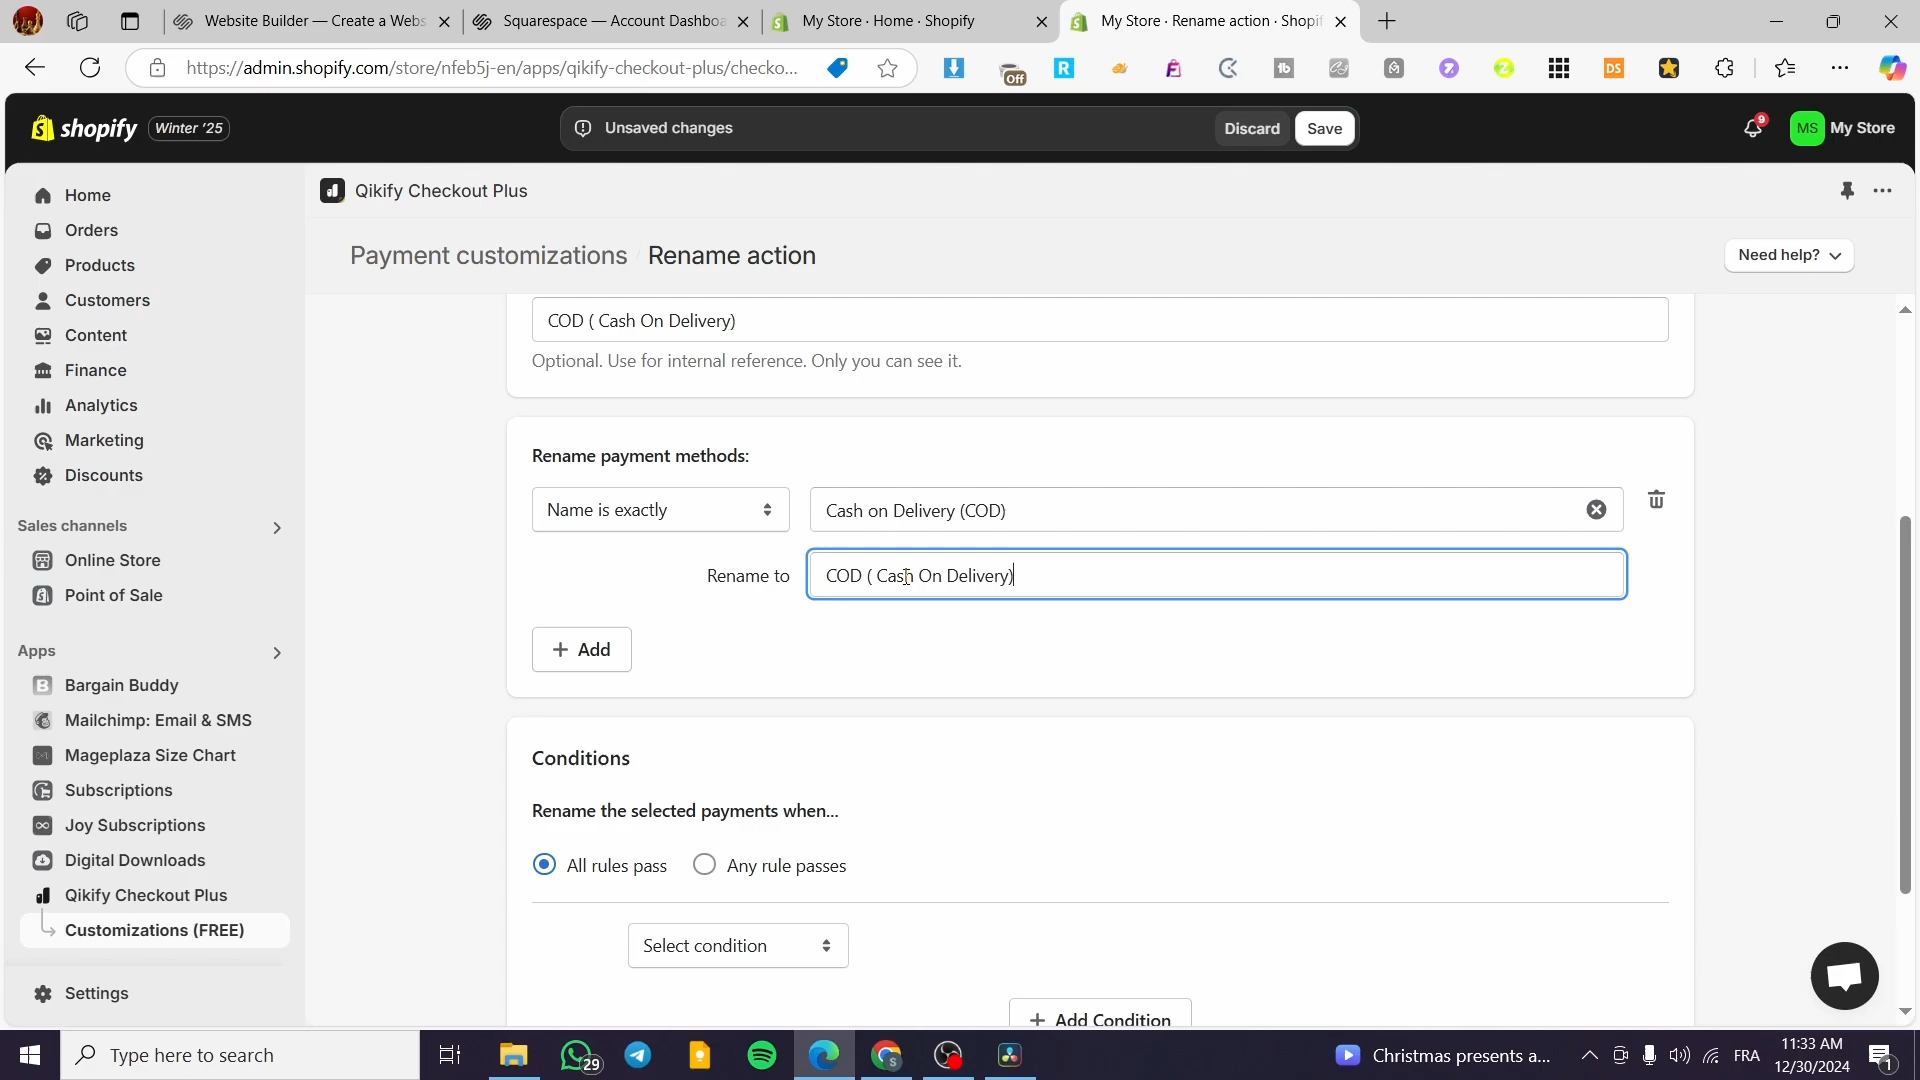 Website Builder — Create a Webs
Squarespace — Account Dashboa
My Store · Home · Shopify
My Store · Rename action · Shopif
https://admin.shopify.com/store/nfeb5j-en/apps/qikify-checkout-plus/checko...
Off
R
tb
DS
shopify
Winter '25
Unsaved changes
Discard
Save
9
MS
My Store
Home
Orders
Products
Customers
Content
Finance
Analytics
Marketing
Discounts
Sales channels
Online Store
Point of Sale
Apps
Bargain Buddy
Mailchimp: Email & SMS
Mageplaza Size Chart
Subscriptions
Joy Subscriptions
Digital Downloads
Qikify Checkout Plus
Customizations (FREE)
Settings
Qikify Checkout Plus
Payment customizations
Rename action
Need help?
COD ( Cash On Delivery)
Optional. Use for internal reference. Only you can see it.
Rename payment methods:
Name is exactly
Cash on Delivery (COD)
Rename to
COD ( Cash On Delivery)
+ Add
Conditions
Rename the selected payments when...
All rules pass
Any rule passes
Select condition
+ Add Condition
Type here to search
29
Christmas presents a...
FRA
11:33 AM
12/30/2024
1